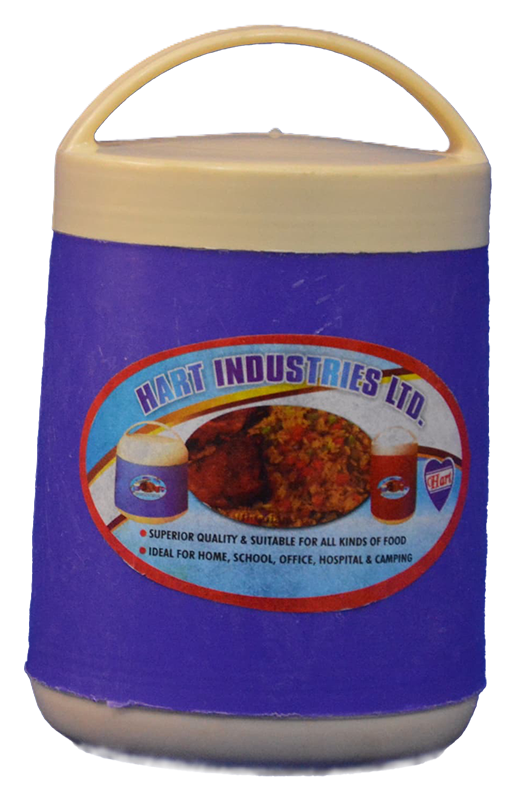 HART INDUSTRIES LTD.
Hart
• SUPERIOR QUALITY & SUITABLE FOR ALL KINDS OF FOOD
• IDEAL FOR HOME, SCHOOL, OFFICE, HOSPITAL & CAMPING